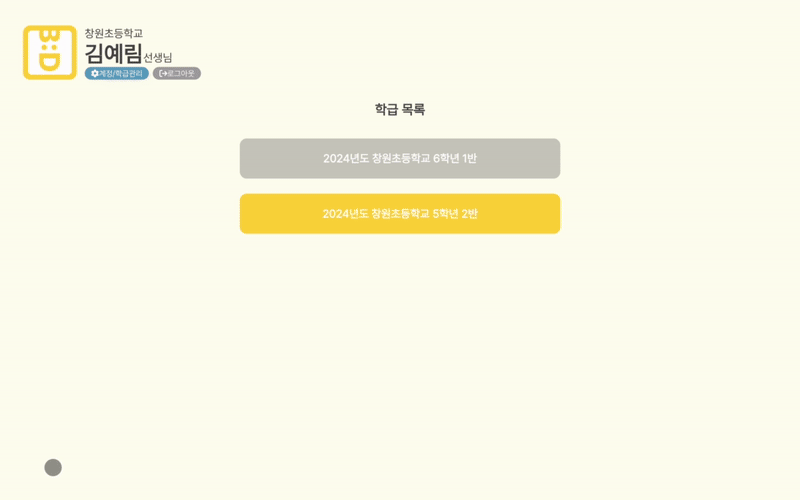 창원초등학교
김예림선생님
계정/학급관리 로그아웃
학급 목록
2024년도 창원초등학교 6학년 1반
2024년도 창원초등학교 5학년 2반